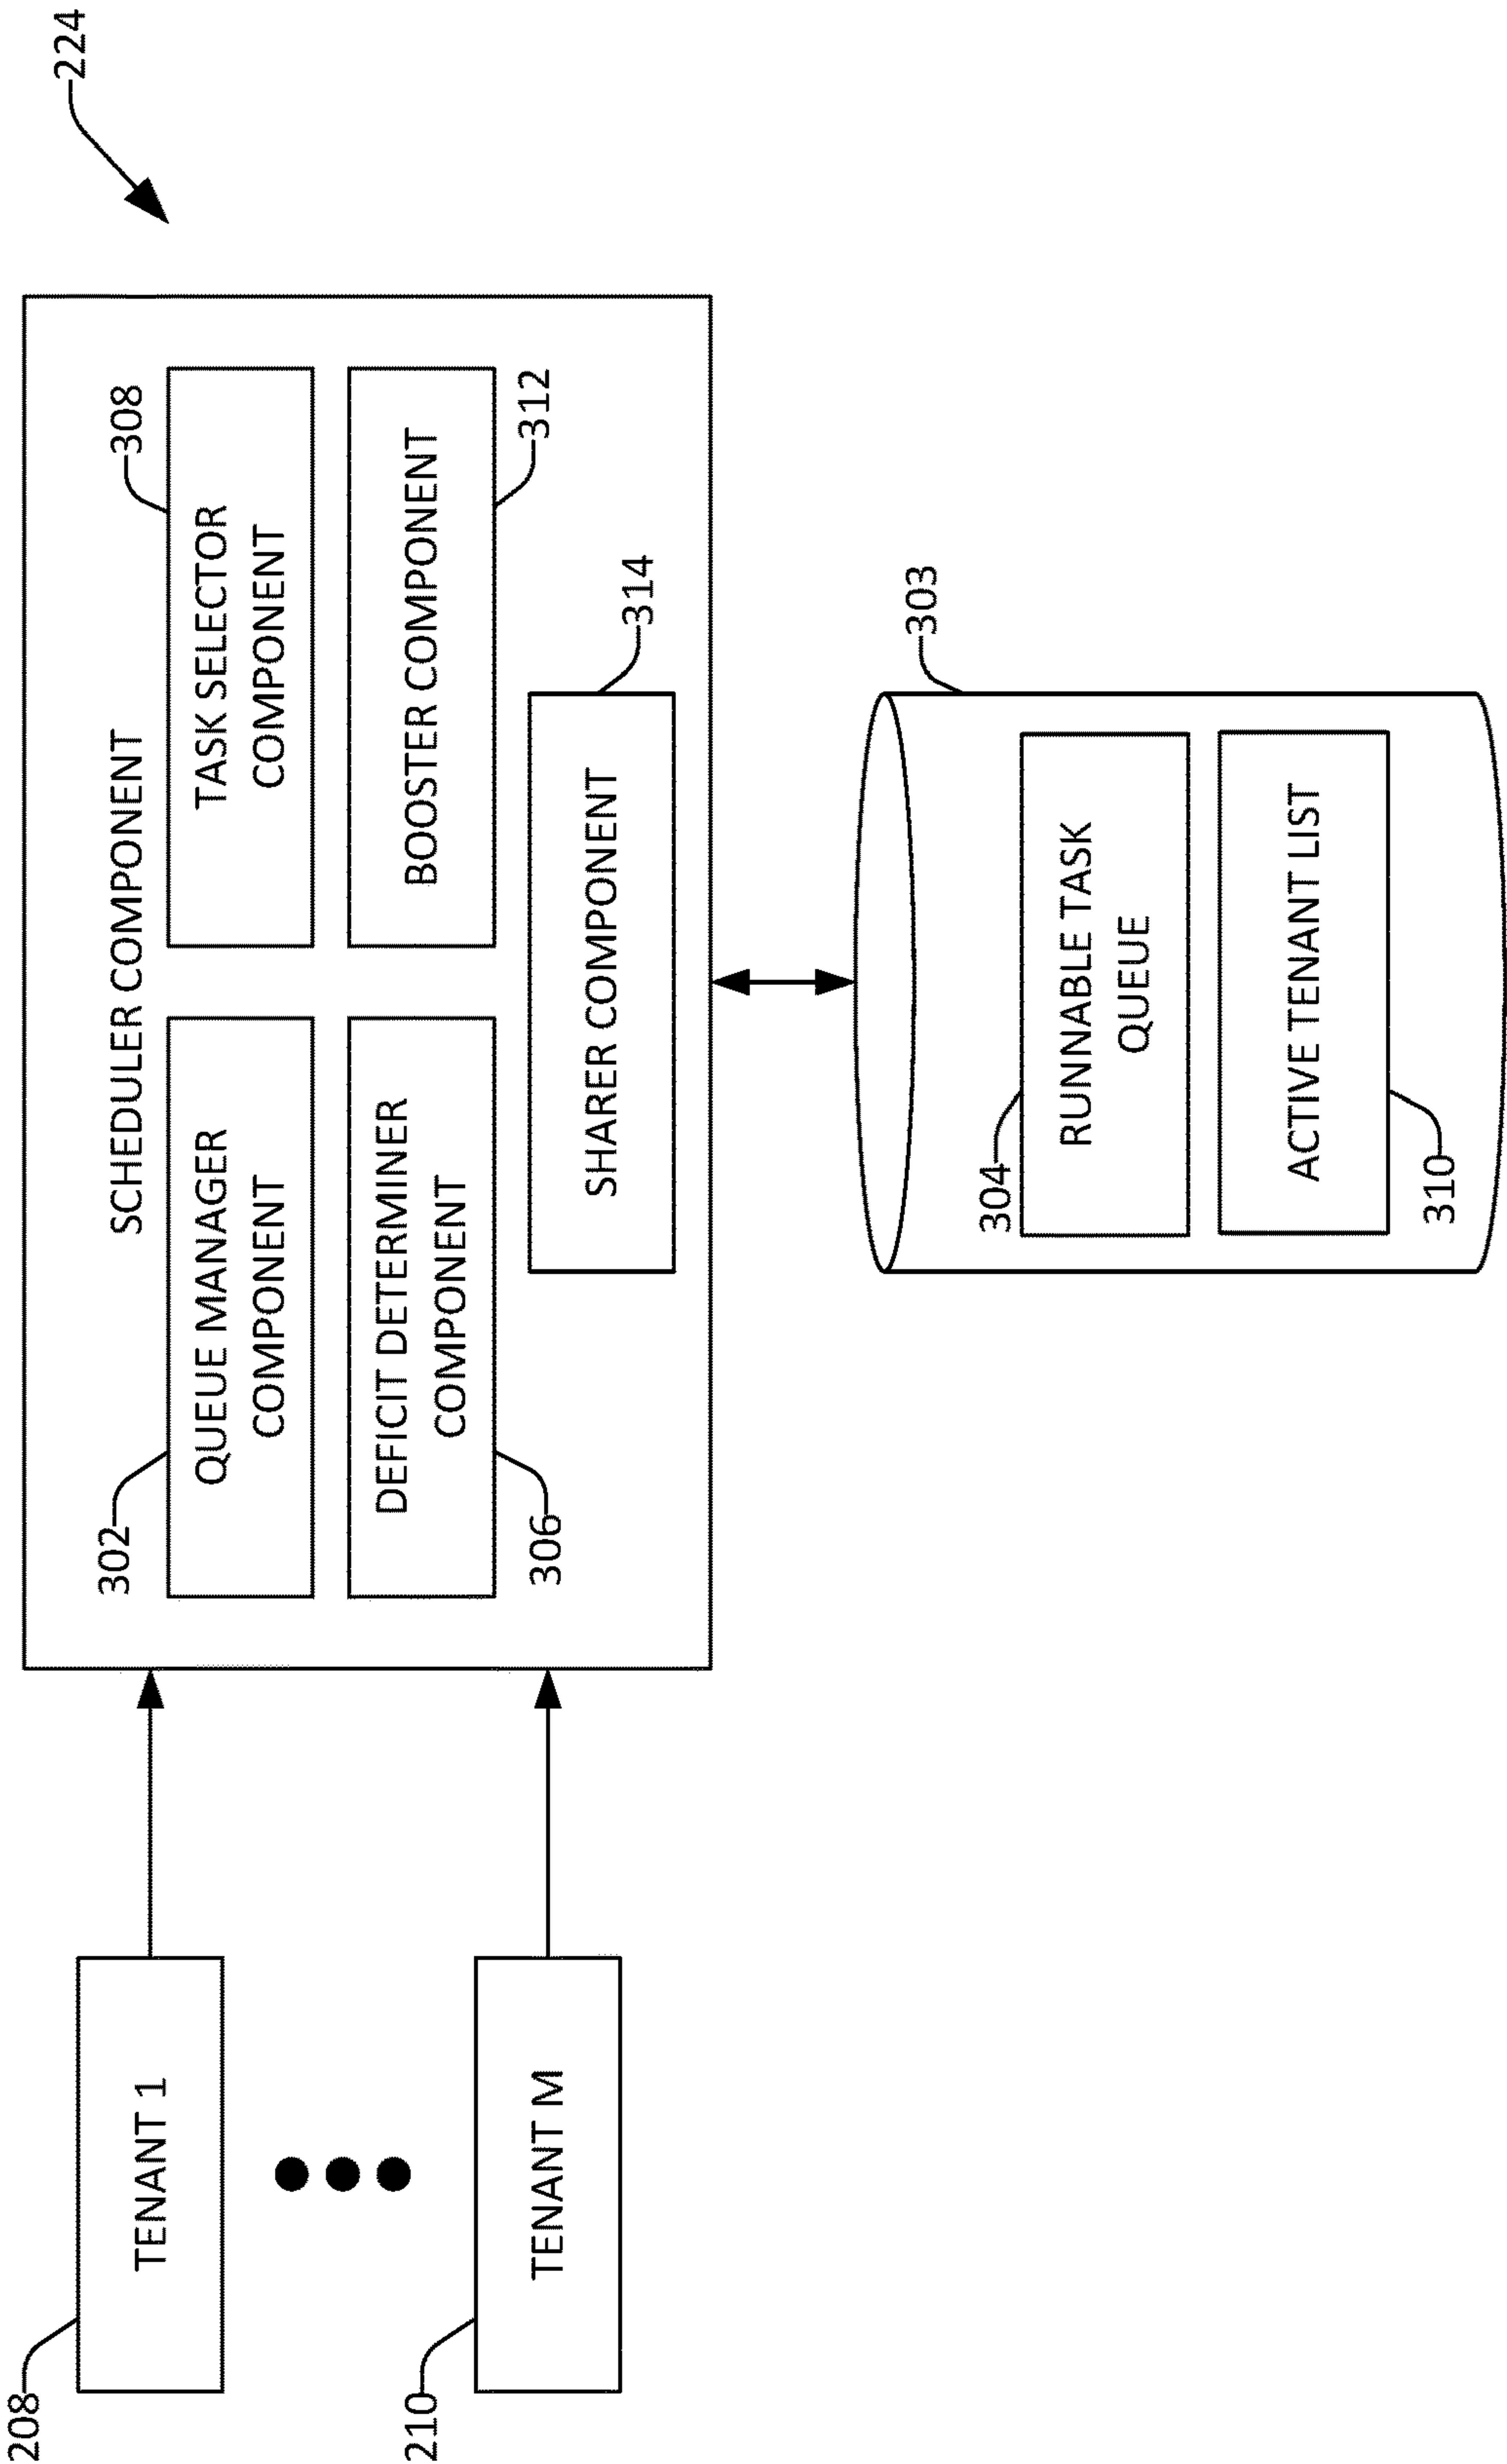 224
SCHEDULER COMPONENT
208
TENANT 1
302
QUEUE MANAGER
COMPONENT
308
TASK SELECTOR
COMPONENT
DEFICIT DETERMINER
COMPONENT
306
BOOSTER COMPONENT
312
210
TENANT M
SHARER COMPONENT
314
303
304
RUNNABLE TASK
QUEUE
ACTIVE TENANT LIST
310